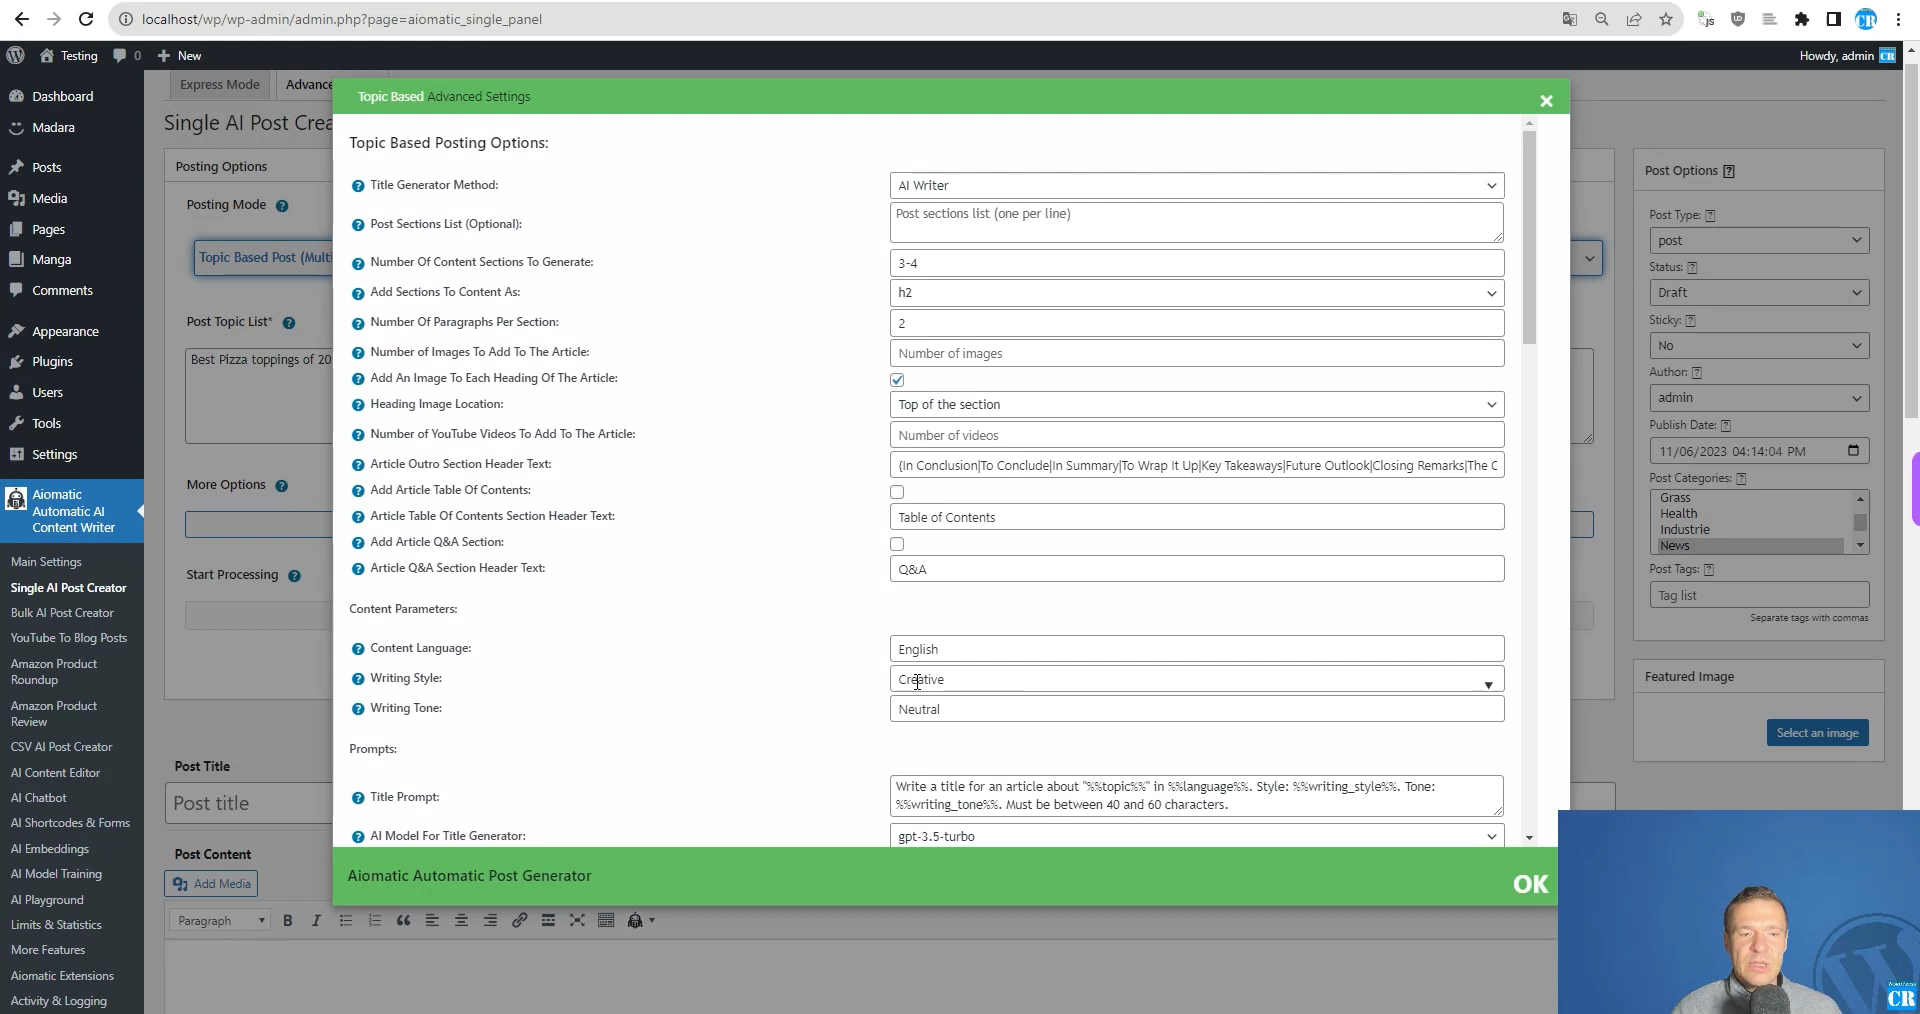 localhost/wp/wp-admin/admin.php?page=aiomatic_single_panel
Testing 0 New
Howdy, admin
Dashboard
Madara
Posts
Media
Pages
Manga
Comments
Appearance
Plugins
Users
Tools
Settings
Aiomatic
Automatic AI
Content Writer
Main Settings
Single AI Post Creator
Bulk AI Post Creator
YouTube To Blog Posts
Amazon Product
Roundup
Amazon Product
Review
CSV AI Post Creator
AI Content Editor
AI Chatbot
AI Shortcodes & Forms
AI Embeddings
AI Model Training
AI Playground
Limits & Statistics
More Features
Aiomatic Extensions
Activity & Logging
Express Mode
Advance
Single AI Post Crea
Posting Options
Posting Mode
Topic Based Post (Mult
Post Topic List*
Best Pizza toppings of 20
More Options
Start Processing
Post Title
Post title
Post Content
Add Media
Paragraph
B I
Topic Based Advanced Settings
Topic Based Posting Options:
Title Generator Method:
AI Writer
Post Sections List (Optional):
Post sections list (one per line)
Number Of Content Sections To Generate:
3-4
Add Sections To Content As:
h2
Number Of Paragraphs Per Section:
2
Number of Images To Add To The Article:
Number of images
Add An Image To Each Heading Of The Article:
Heading Image Location:
Top of the section
Number of YouTube Videos To Add To The Article:
Number of videos
Article Outro Section Header Text:
{In Conclusion|To Conclude|In Summary|To Wrap It Up|Key Takeaways|Future Outlook|Closing Remarks|The C
Add Article Table Of Contents:
Article Table Of Contents Section Header Text:
Table of Contents
Add Article Q&A Section:
Article Q&A Section Header Text:
Q&A
Content Parameters:
Content Language:
English
Writing Style:
Creative
Writing Tone:
Neutral
Prompts:
Title Prompt:
Write a title for an article about "%%topic%%" in %%language%%. Style: %%writing_style%%. Tone:
%%writing_tone%%. Must be between 40 and 60 characters.
AI Model For Title Generator:
gpt-3.5-turbo
Aiomatic Automatic Post Generator
OK
Post Options
Post Type:
post
Status:
Draft
Sticky:
No
Author:
admin
Publish Date:
11/06/2023 04:14:04 PM
Post Categories:
Grass
Health
Industrie
News
Post Tags:
Tag list
Separate tags with commas
Featured Image
Select an image
CR